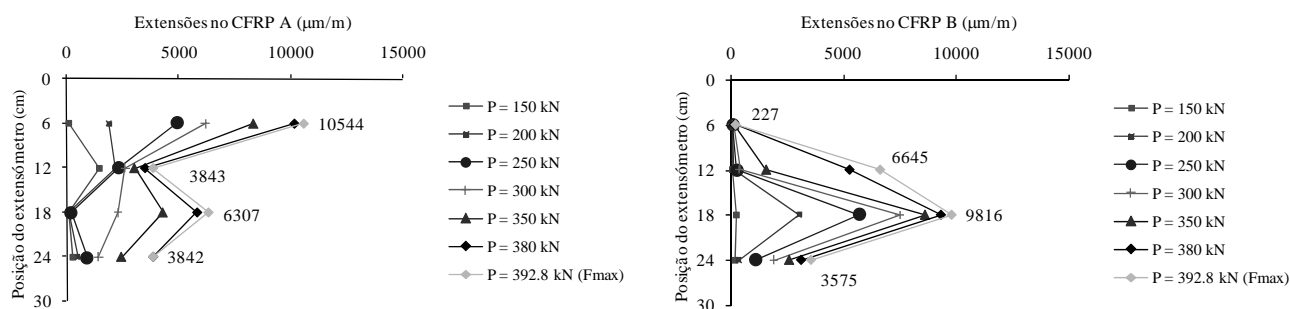 Extensões no CFRP A (μm/m)
0 5000 10000 15000
Posição do extensómetro (cm)
0
6
12
18
24
30
10544
3843
6307
3842
P = 150 kN
P = 200 kN
P = 250 kN
P = 300 kN
P = 350 kN
P = 380 kN
P = 392.8 kN (Fmax)
Extensões no CFRP B (μm/m)
0 5000 10000 15000
Posição do extensómetro (cm)
0
6
12
18
24
30
227
6645
9816
3575
P = 150 kN
P = 200 kN
P = 250 kN
P = 300 kN
P = 350 kN
P = 380 kN
P = 392.8 kN (Fmax)